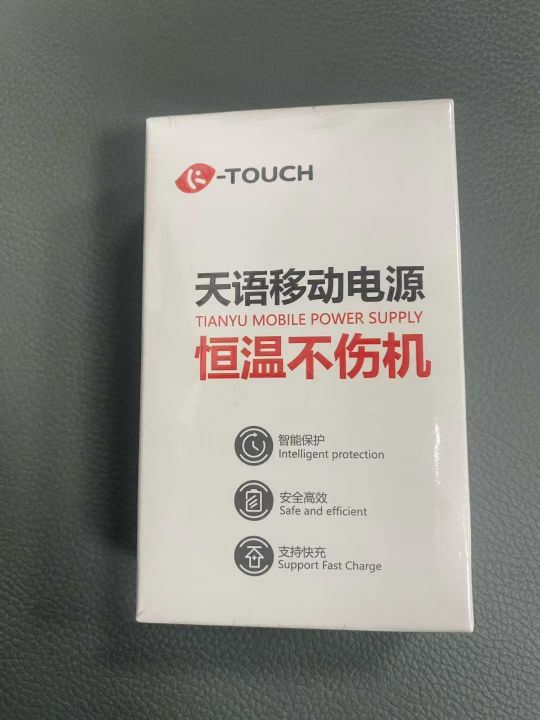 K-TOUCH
天语移动电源
TIANYU MOBILE POWER SUPPLY
恒温不伤机
智能保护
Intelligent protection
安全高效
Safe and efficient
支持快充
Support Fast Charge